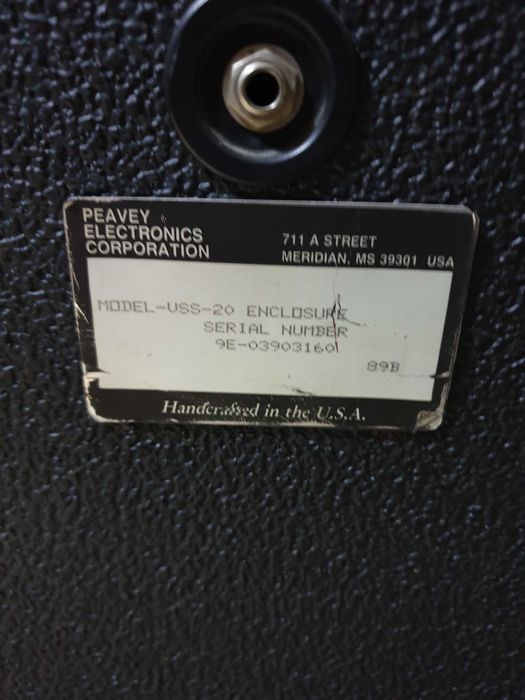 PEAVEY
ELECTRONICS
CORPORATION
711 A STREET
MERIDIAN, MS 39301 USA
MODEL-VSS-20 ENCLOSURE
SERIAL NUMBER
9E-03903160
89B
Handcrafted in the U.S.A.